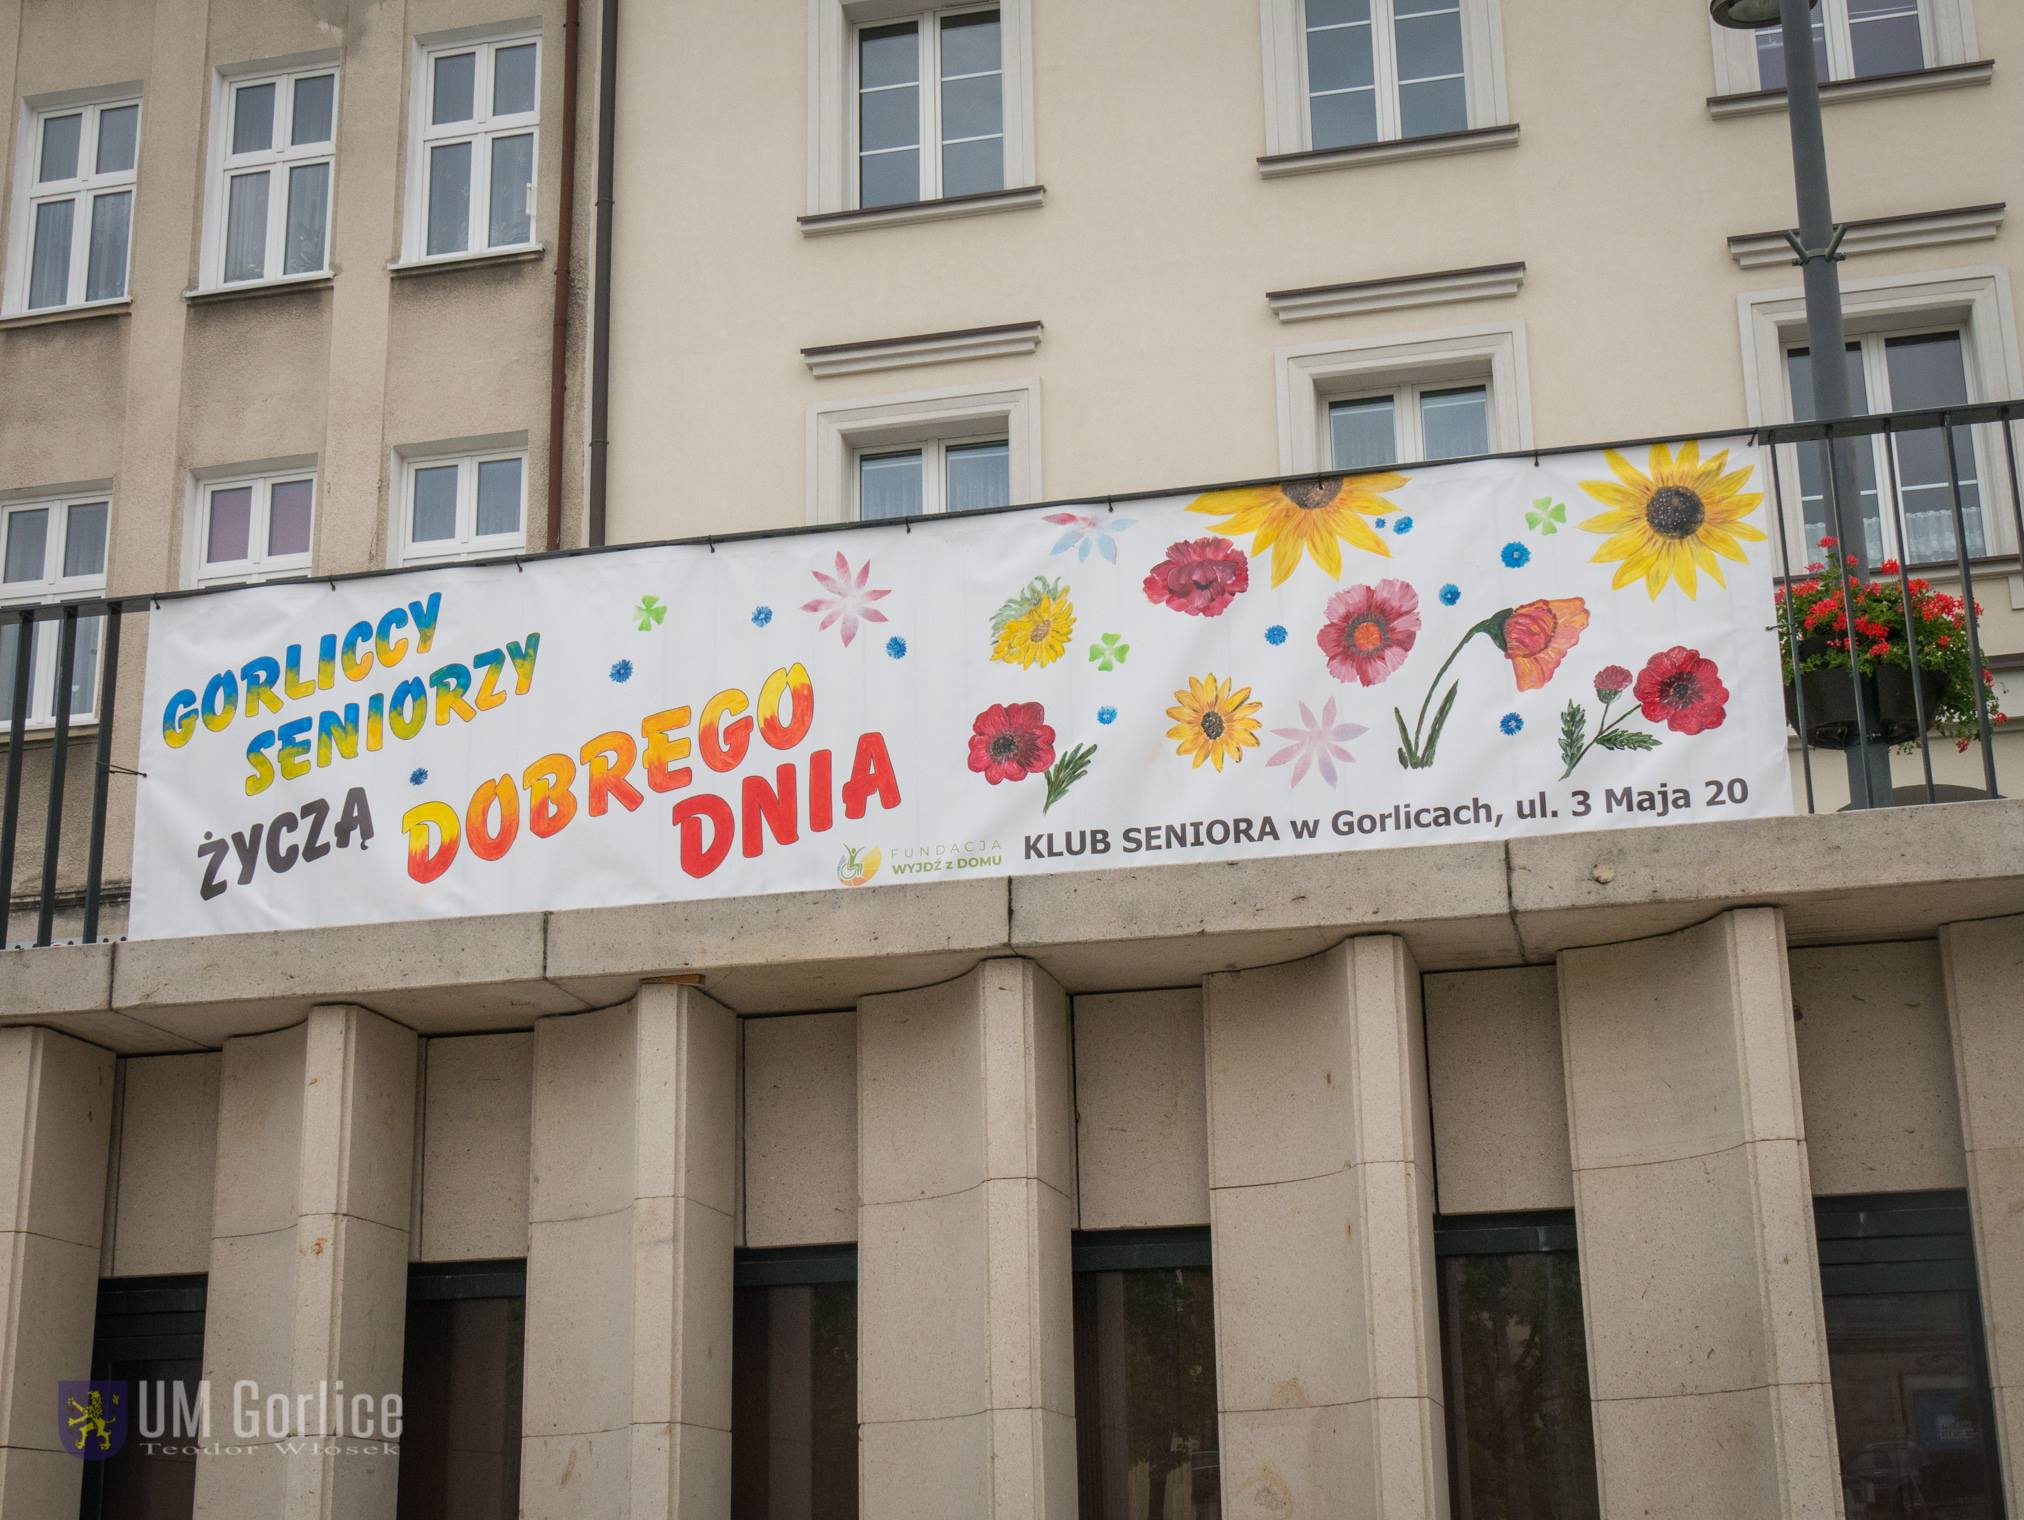 GORLICCY
SENIORZY
ŻYCZĄ
DOBREGO
DNIA
FUNDACJA
WYJDŹ z DOMU
KLUB SENIORA w Gorlicach, ul. 3 Maja 20
UM Gorlice
Teodor Włosek